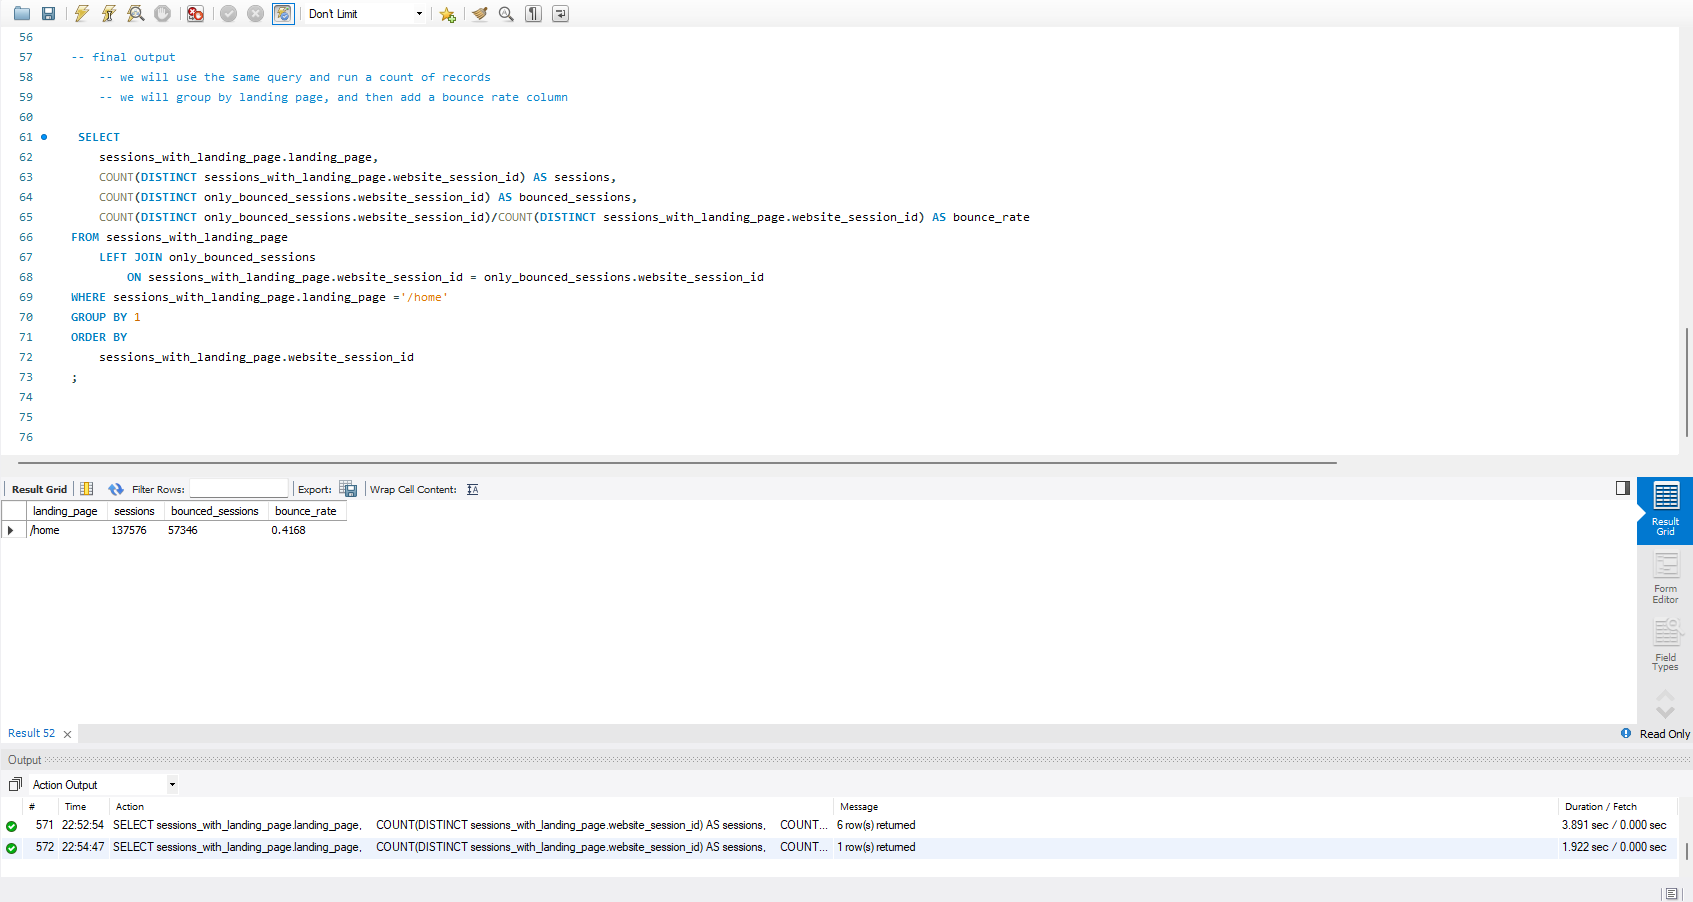 Don't Limit
56
57 -- final output
58 -- we will use the same query and run a count of records
59 -- we will group by landing page, and then add a bounce rate column
60
61 SELECT
62 sessions_with_landing_page.landing_page,
63 COUNT(DISTINCT sessions_with_landing_page.website_session_id) AS sessions,
64 COUNT(DISTINCT only_bounced_sessions.website_session_id) AS bounced_sessions,
65 COUNT(DISTINCT only_bounced_sessions.website_session_id)/COUNT(DISTINCT sessions_with_landing_page.website_session_id) AS bounce_rate
66 FROM sessions_with_landing_page
67 LEFT JOIN only_bounced_sessions
68 ON sessions_with_landing_page.website_session_id = only_bounced_sessions.website_session_id
69 WHERE sessions_with_landing_page.landing_page ='/home'
70 GROUP BY 1
71 ORDER BY
72 sessions_with_landing_page.website_session_id
73 ;
74
75
76
Result Grid Filter Rows: Export: Wrap Cell Content:
landing_page sessions bounced_sessions bounce_rate
/home 137576 57346 0.4168
Result
Grid
Form
Editor
Field
Types
Result 52 Read Only
Output
Action Output
# Time Action Message Duration / Fetch
571 22:52:54 SELECT sessions_with_landing_page.landing_page, COUNT(DISTINCT sessions_with_landing_page.website_session_id) AS sessions, COUNT... 6 row(s) returned 3.891 sec / 0.000 sec
572 22:54:47 SELECT sessions_with_landing_page.landing_page, COUNT(DISTINCT sessions_with_landing_page.website_session_id) AS sessions, COUNT... 1 row(s) returned 1.922 sec / 0.000 sec